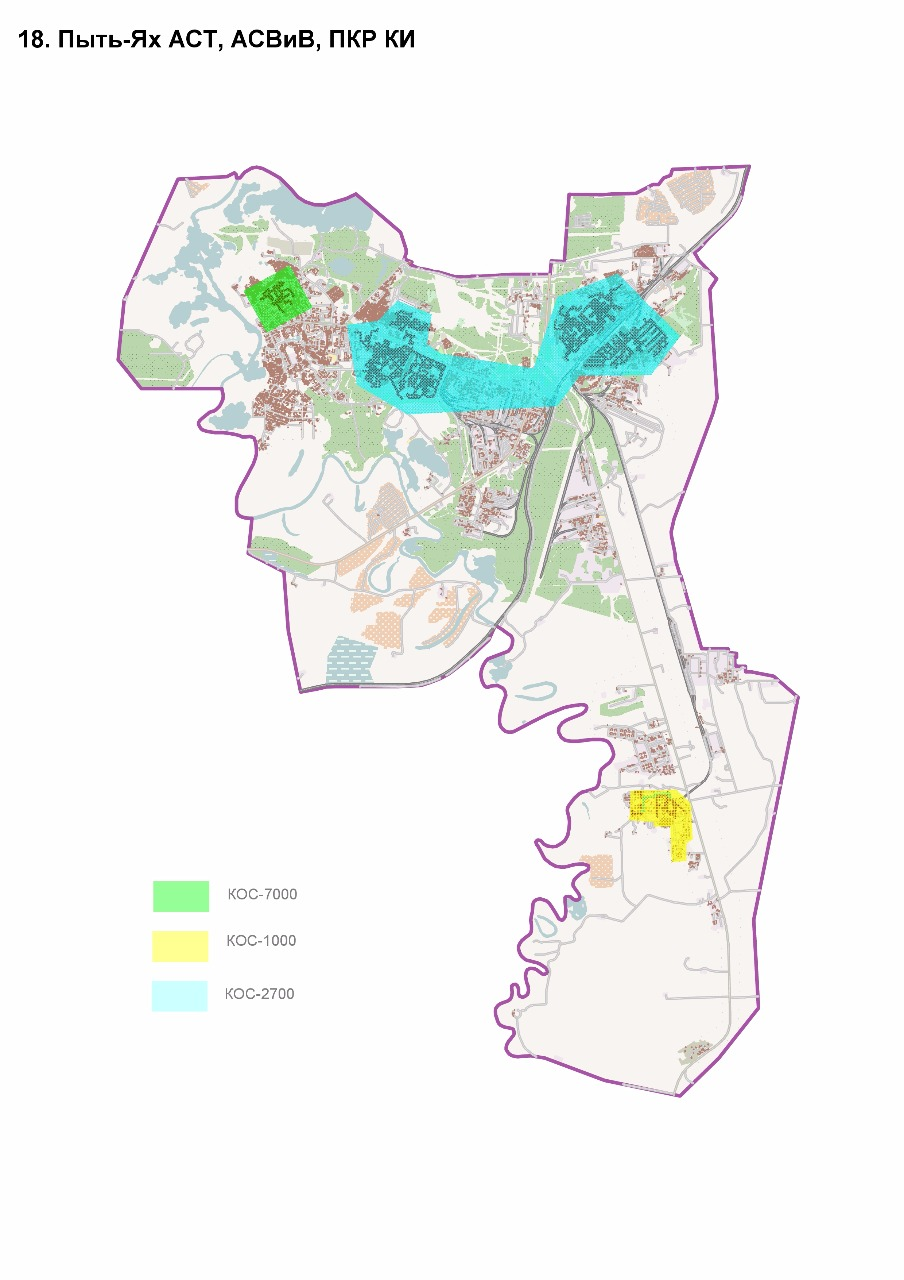 18. Пыть-Ях АСТ, АСВиВ, ПКР КИ
КОС-7000
КОС-1000
КОС-2700